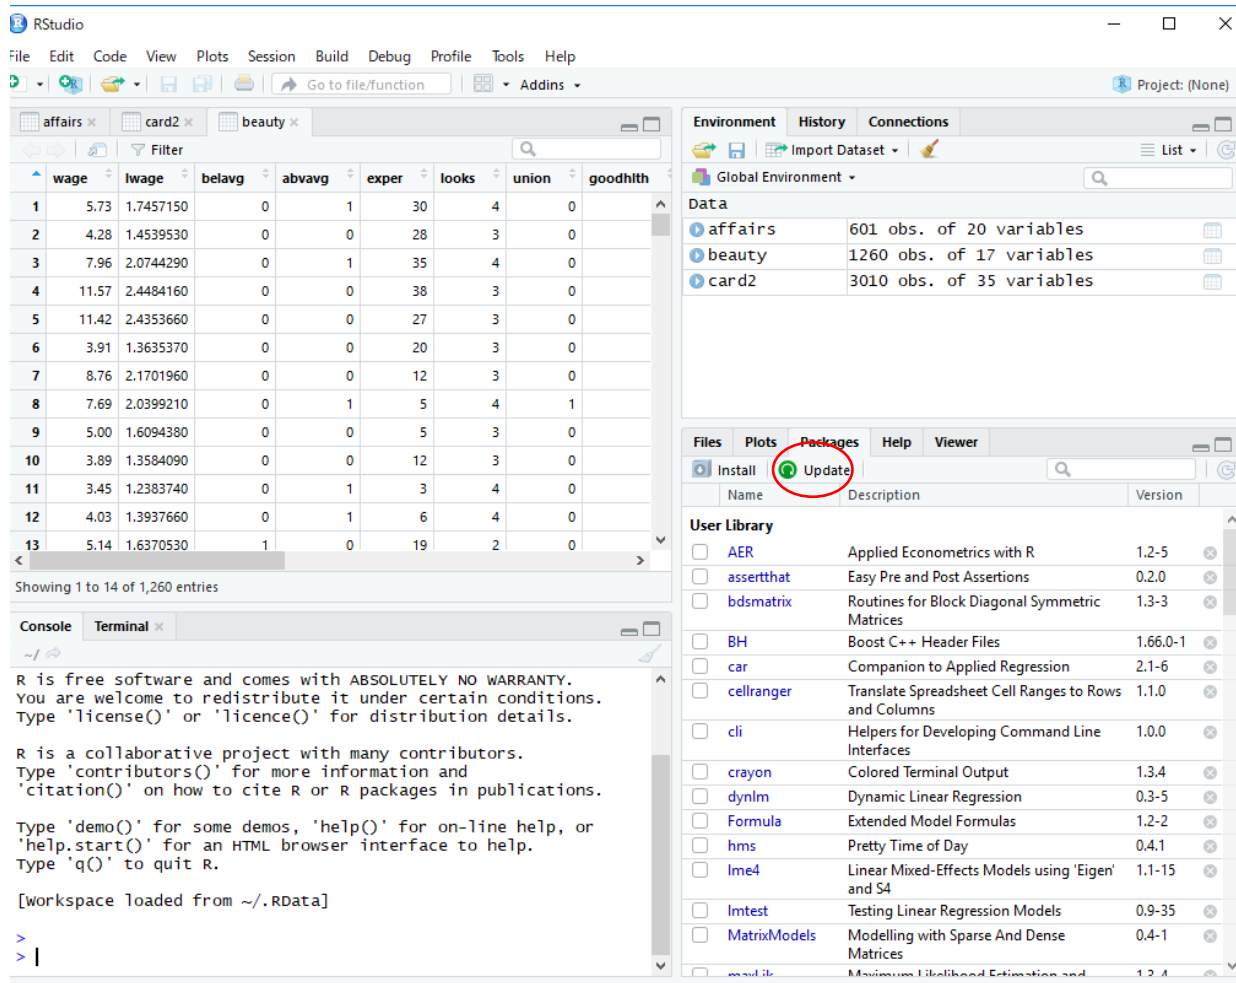 RStudio
File Edit Code View Plots Session Build Debug Profile Tools Help
Go to file/function Addins Project: (None)
affairs card2 beauty
Filter
wage lwage belavg abvavg exper looks union goodhlth
1 5.73 1.7457150 0 1 30 4 0
2 4.28 1.4539530 0 0 28 3 0
3 7.96 2.0744290 0 1 35 4 0
4 11.57 2.4484160 0 0 38 3 0
5 11.42 2.4353660 0 0 27 3 0
6 3.91 1.3635370 0 0 20 3 0
7 8.76 2.1701960 0 0 12 3 0
8 7.69 2.0399210 0 1 5 4 1
9 5.00 1.6094380 0 0 5 3 0
10 3.89 1.3584090 0 0 12 3 0
11 3.45 1.2383740 0 1 3 4 0
12 4.03 1.3937660 0 1 6 4 0
13 5.14 1.6370530 1 0 19 2 0
Showing 1 to 14 of 1,260 entries
Console Terminal
~/
R is free software and comes with ABSOLUTELY NO WARRANTY.
You are welcome to redistribute it under certain conditions.
Type 'license()' or 'licence()' for distribution details.
R is a collaborative project with many contributors.
Type 'contributors()' for more information and
'citation()' on how to cite R or R packages in publications.
Type 'demo()' for some demos, 'help()' for on-line help, or
'help.start()' for an HTML browser interface to help.
Type 'q()' to quit R.
[Workspace loaded from ~/.RData]
>
>
Environment History Connections
Import Dataset List
Global Environment
Data
affairs 601 obs. of 20 variables
beauty 1260 obs. of 17 variables
card2 3010 obs. of 35 variables
Files Plots Packages Help Viewer
Install Update
Name Description Version
User Library
AER Applied Econometrics with R 1.2-5
assertthat Easy Pre and Post Assertions 0.2.0
bdsmatrix Routines for Block Diagonal Symmetric 1.3-3
Matrices
BH Boost C++ Header Files 1.66.0-1
car Companion to Applied Regression 2.1-6
cellranger Translate Spreadsheet Cell Ranges to Rows 1.1.0
and Columns
cli Helpers for Developing Command Line 1.0.0
Interfaces
crayon Colored Terminal Output 1.3.4
dynlm Dynamic Linear Regression 0.3-5
Formula Extended Model Formulas 1.2-2
hms Pretty Time of Day 0.4.1
lme4 Linear Mixed-Effects Models using 'Eigen' 1.1-15
and S4
lmtest Testing Linear Regression Models 0.9-35
MatrixModels Modelling with Sparse And Dense 0.4-1
Matrices
maxLik Maximum Likelihood Estimation and 1.3-4